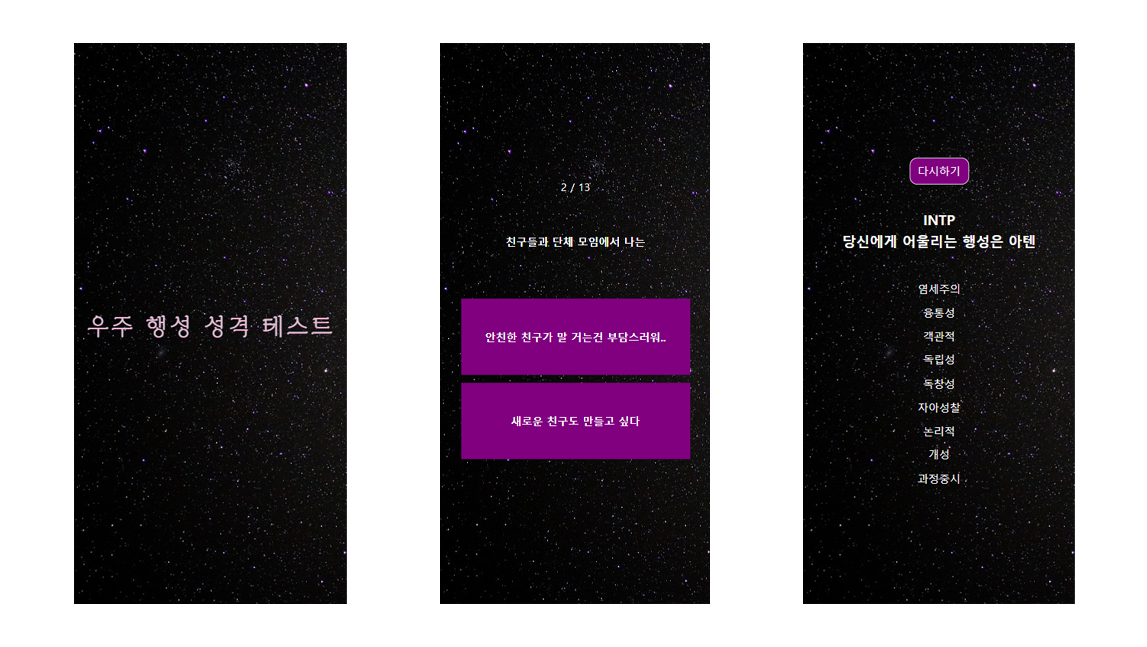 우주 행성 성격 테스트
2 / 13
친구들과 단체 모임에서 나는
안친한 친구가 말 거는건 부담스러워..
새로운 친구도 만들고 싶다
다시하기
INTP
당신에게 어울리는 행성은 아텐
염세주의
융통성
객관적
독립성
독창성
자아성찰
논리적
개성
과정중시